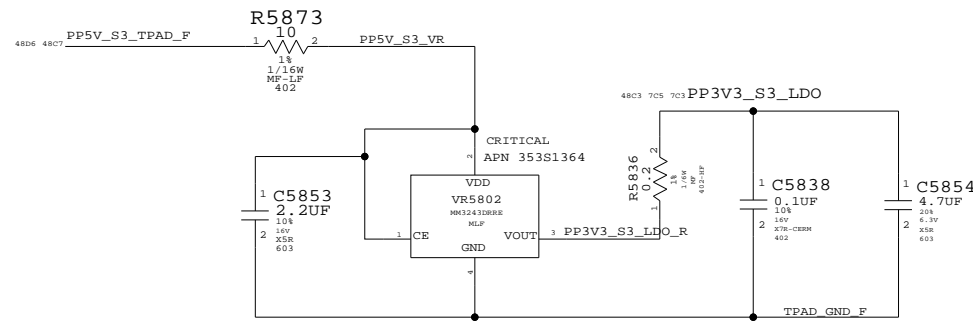 R5873
10
48D6 48C7 PP5V_S3_TPAD_F
1 2
PP5V_S3_VR
1%
1/16W
MF-LF
402
48C3 7C5 7C3 PP3V3_S3_LDO
CRITICAL
APN 353S1364
2
VDD
VR5802
MM3243DRRE
MLF
1 CE
VOUT 3 PP3V3_S3_LDO_R
GND
4
1
C5853
2.2UF
10%
16V
X5R
603
2
2
R5836
0.2
1%
1/6W
MF
402-HF
1
1
C5838
0.1UF
10%
16V
X7R-CERM
402
2
1
C5854
4.7UF
20%
6.3V
X5R
603
2
TPAD_GND_F